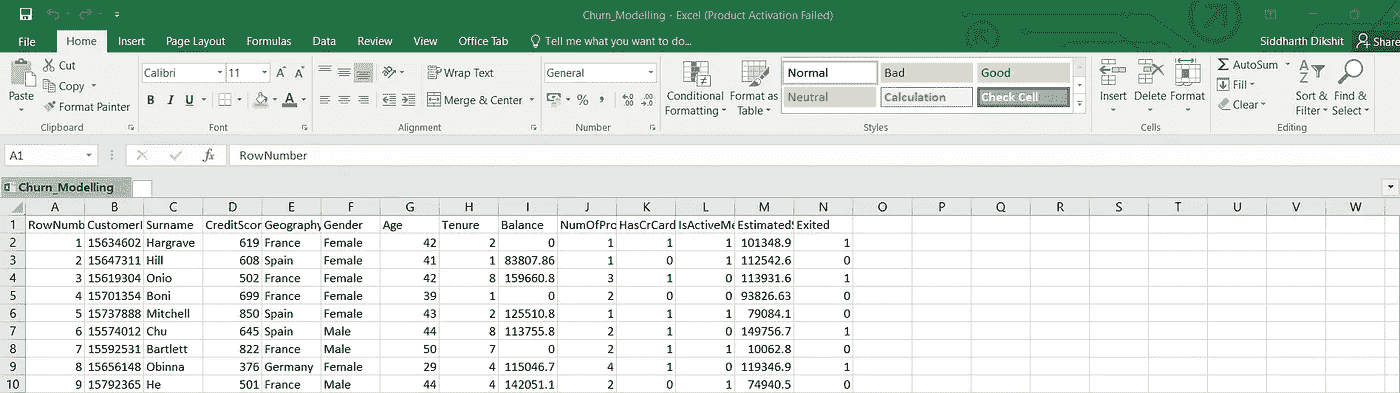 Churn_Modelling - Excel (Product Activation Failed)
File Home Insert Page Layout Formulas Data Review View Office Tab Tell me what you want to do... Siddharth Dikshit Share
Paste
Cut
Copy
Format Painter
Clipboard
Calibri 11
B I U
Font
Wrap Text
Merge & Center
Alignment
General
$ % ,
Number
Conditional Formatting
Format as Table
Normal Bad Good
Neutral Calculation Check Cell
Styles
Insert Delete Format
Cells
AutoSum
Fill
Clear
Sort & Filter
Find & Select
Editing
A1 fx RowNumber
Churn_Modelling
A B C D E F G H I J K L M N O P Q R S T U V W
1 RowNumb CustomerI Surname CreditScor Geography Gender Age Tenure Balance NumOfPro HasCrCard IsActiveMe EstimatedS Exited
2 1 15634602 Hargrave 619 France Female 42 2 0 1 1 1 101348.9 1
3 2 15647311 Hill 608 Spain Female 41 1 83807.86 1 0 1 112542.6 0
4 3 15619304 Onio 502 France Female 42 8 159660.8 3 1 0 113931.6 1
5 4 15701354 Boni 699 France Female 39 1 0 2 0 0 93826.63 0
6 5 15737888 Mitchell 850 Spain Female 43 2 125510.8 1 1 1 79084.1 0
7 6 15574012 Chu 645 Spain Male 44 8 113755.8 2 1 0 149756.7 1
8 7 15592531 Bartlett 822 France Male 50 7 0 2 1 1 10062.8 0
9 8 15656148 Obinna 376 Germany Female 29 4 115046.7 4 1 0 119346.9 1
10 9 15792365 He 501 France Male 44 4 142051.1 2 0 1 74940.5 0